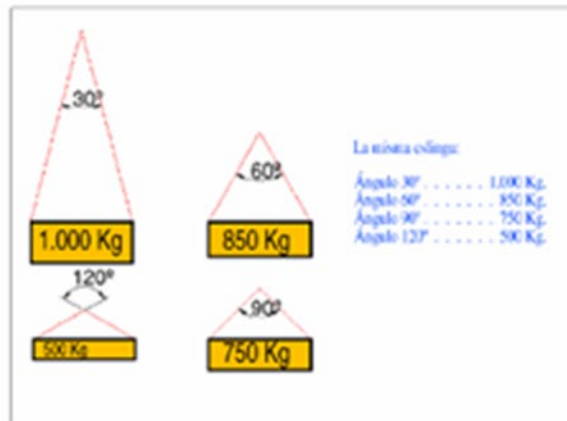 30º
60º
La misma eslinga:
Ángulo 30º . . . . . . 1.000 Kg.
Ángulo 60º . . . . . . . 850 Kg.
Ángulo 90º . . . . . . . 750 Kg.
Ángulo 120º . . . . . . 500 Kg.
1.000 Kg
850 Kg
120º
90º
500 Kg
750 Kg